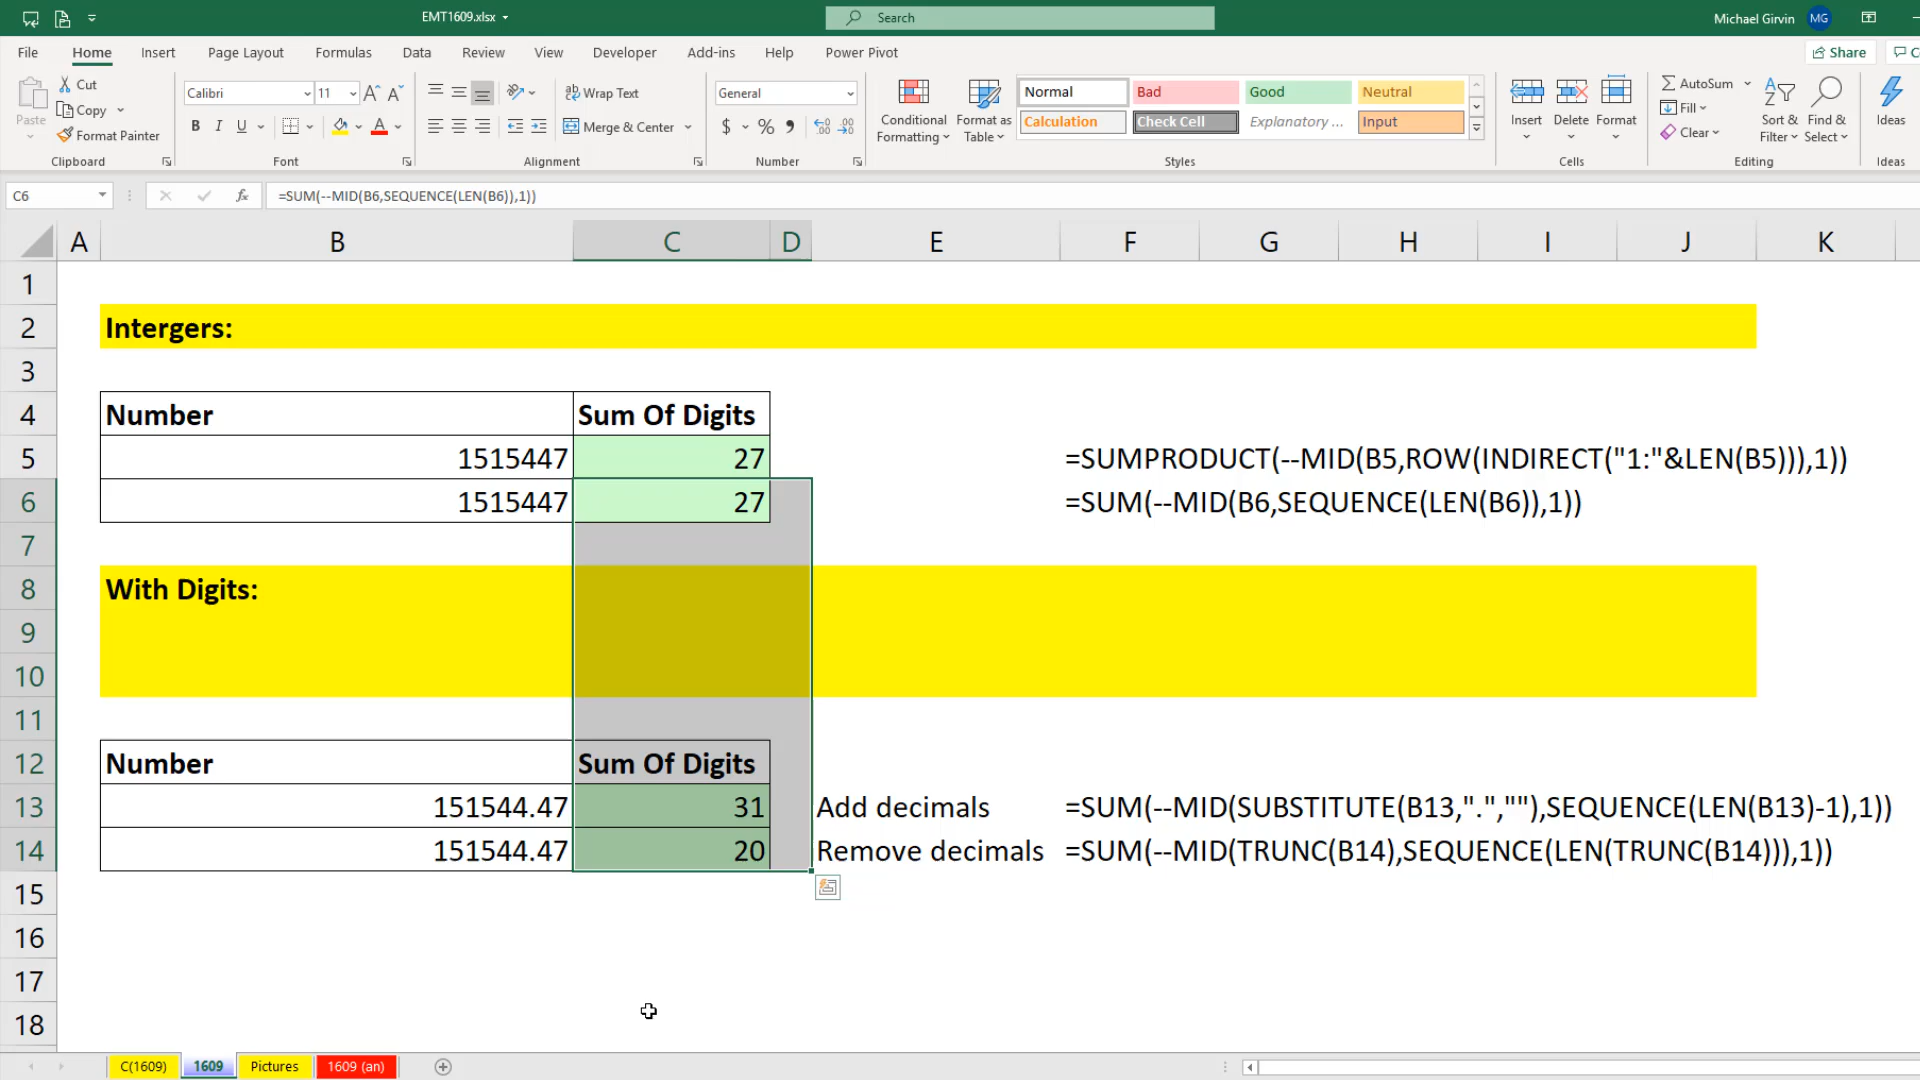 EMT1609.xlsx
Search
Michael Girvin MG
File Home Insert Page Layout Formulas Data Review View Developer Add-ins Help Power Pivot Share
Paste
Cut
Copy
Format Painter
Clipboard
Calibri 11
B I U
Font
Wrap Text
Merge & Center
Alignment
General
$ % 9
Number
Conditional Formatting
Format as Table
Normal Bad Good Neutral
Calculation Check Cell Explanatory ... Input
Styles
Insert Delete Format
Cells
AutoSum
Fill
Clear
Sort & Filter
Find & Select
Editing
Ideas
Ideas
C6 fx =SUM(--MID(B6,SEQUENCE(LEN(B6)),1))
A B C D E F G H I J K
1
2 Intergers:
3
4 Number Sum Of Digits
5 1515447 27 =SUMPRODUCT(--MID(B5,ROW(INDIRECT("1:"&LEN(B5))),1))
6 1515447 27 =SUM(--MID(B6,SEQUENCE(LEN(B6)),1))
7
8 With Digits:
9
10
11
12 Number Sum Of Digits
13 151544.47 31 Add decimals =SUM(--MID(SUBSTITUTE(B13,".",""),SEQUENCE(LEN(B13)-1),1))
14 151544.47 20 Remove decimals =SUM(--MID(TRUNC(B14),SEQUENCE(LEN(TRUNC(B14))),1))
15
16
17
18
C(1609) 1609 Pictures 1609 (an)